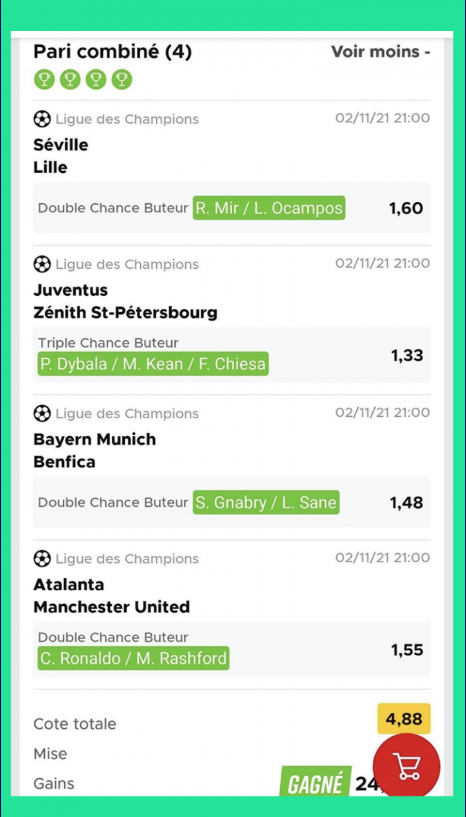 Pari combiné (4) Voir moins -
Ligue des Champions 02/11/21 21:00
Séville
Lille
Double Chance Buteur R. Mir / L. Ocampos 1,60
Ligue des Champions 02/11/21 21:00
Juventus
Zénith St-Pétersbourg
Triple Chance Buteur
P. Dybala / M. Kean / F. Chiesa 1,33
Ligue des Champions 02/11/21 21:00
Bayern Munich
Benfica
Double Chance Buteur S. Gnabry / L. Sane 1,48
Ligue des Champions 02/11/21 21:00
Atalanta
Manchester United
Double Chance Buteur
C. Ronaldo / M. Rashford 1,55
Cote totale 4,88
Mise
Gains GAGNÉ 24,